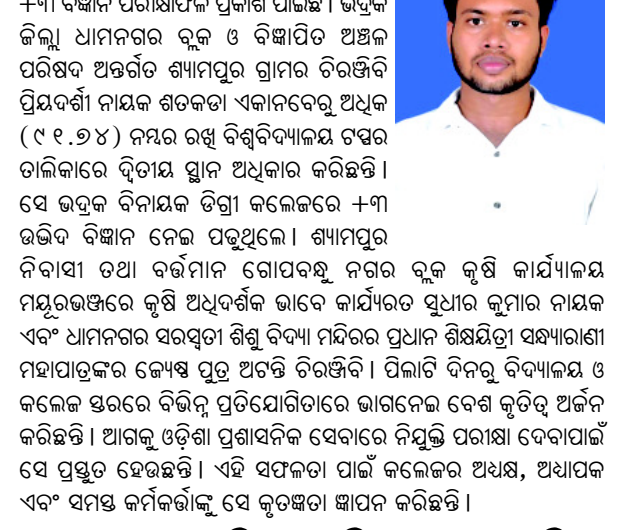 +୩ ବିଜ୍ଞାନ ପରୀକ୍ଷାଫଳ ପ୍ରକାଶ ପାଇଛି । ଭଦ୍ରକ
ଜିଲ୍ଲା ଧାମନଗର ବ୍ଲକ ଓ ବିଜ୍ଞାପିତ ଅଞ୍ଚଳ
ପରିଷଦ ଅନ୍ତର୍ଗତ ଶ୍ୟାମପୁର ଗ୍ରାମର ଚିରଞ୍ଜିବି
ପ୍ରିୟଦର୍ଶୀ ନାୟକ ଶତକଡା ଏକାନବେରୁ ଅଧିକ
(୯୧.୭୪) ନମ୍ବର ରଖି ବିଶ୍ୱବିଦ୍ୟାଳୟ ଟପ୍ପର
ତାଲିକାରେ ଦ୍ୱିତୀୟ ସ୍ଥାନ ଅଧିକାର କରିଛନ୍ତି ।
ସେ ଭଦ୍ରକ ବିନାୟକ ଡିଗ୍ରୀ କଲେଜରେ +୩
ଉଦ୍ଭିଦ ବିଜ୍ଞାନ ନେଇ ପଢୁଥିଲେ । ଶ୍ୟାମପୁର
ନିବାସୀ ତଥା ବର୍ତ୍ତମାନ ଗୋପବନ୍ଧୁ ନଗର ବ୍ଲକ କୃଷି କାର୍ଯ୍ୟାଳୟ
ମୟୂରଭଞ୍ଜରେ କୃଷି ଅଧିଦର୍ଶକ ଭାବେ କାର୍ଯ୍ୟରତ ସୁଧୀର କୁମାର ନାୟକ
ଏବଂ ଧାମନଗର ସରସ୍ୱତୀ ଶିଶୁ ବିଦ୍ୟା ମନ୍ଦିରର ପ୍ରଧାନ ଶିକ୍ଷୟିତ୍ରୀ ସନ୍ଧ୍ୟାରାଣୀ
ମହାପାତ୍ରଙ୍କର ଜ୍ୟେଷ୍ଠ ପୁତ୍ର ଅଟନ୍ତି ଚିରଞ୍ଜିବି । ପିଲାଟି ଦିନରୁ ବିଦ୍ୟାଳୟ ଓ
କଲେଜ ସ୍ତରରେ ବିଭିନ୍ନ ପ୍ରତିଯୋଗିତାରେ ଭାଗନେଇ ବେଶ କୃତିତ୍ୱ ଅର୍ଜନ
କରିଛନ୍ତି । ଆଗକୁ ଓଡ଼ିଶା ପ୍ରଶାସନିକ ସେବାରେ ନିଯୁକ୍ତି ପରୀକ୍ଷା ଦେବାପାଇଁ
ସେ ପ୍ରସ୍ତୁତ ହେଉଛନ୍ତି । ଏହି ସଫଳତା ପାଇଁ କଲେଜର ଅଧ୍ୟକ୍ଷ, ଅଧ୍ୟାପକ
ଏବଂ ସମସ୍ତ କର୍ମକର୍ତ୍ତାଙ୍କୁ ସେ କୃତଜ୍ଞତା ଜ୍ଞାପନ କରିଛନ୍ତି ।